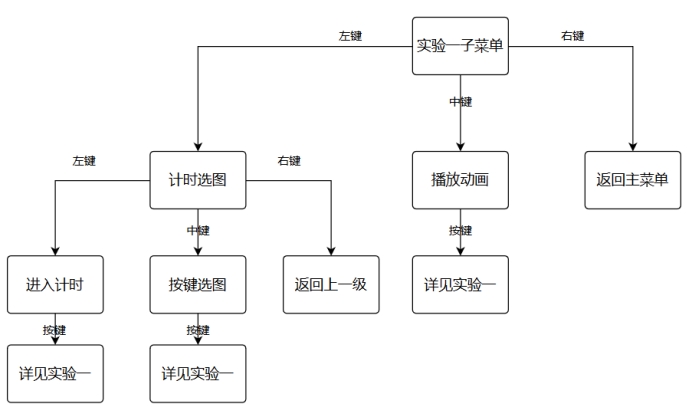 左键
实验一子菜单
右键
中键
左键
计时选图
右键
播放动画
返回主菜单
中键
按键
进入计时
按键选图
返回上一级
详见实验一
按键
按键
详见实验一
详见实验一